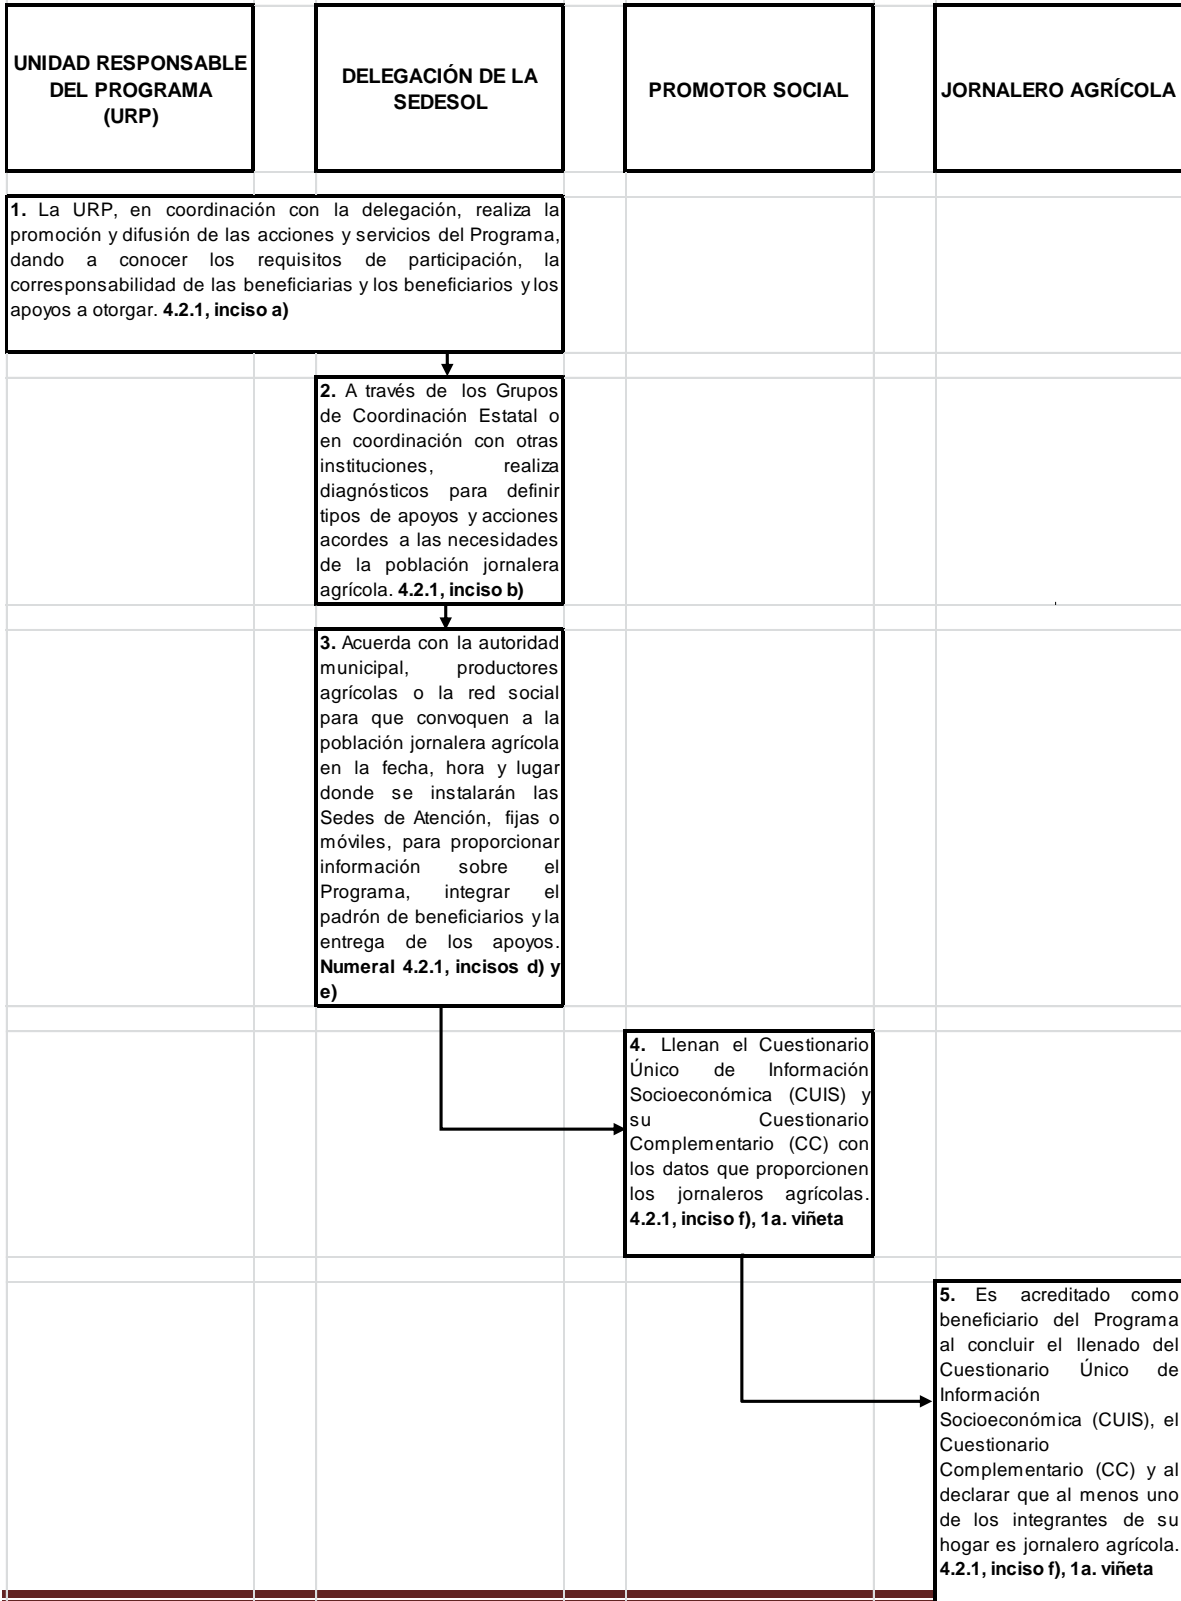 UNIDAD RESPONSABLE
DEL PROGRAMA
(URP)
DELEGACIÓN DE LA
SEDESOL
PROMOTOR SOCIAL
JORNALERO AGRÍCOLA
1. La URP, en coordinación con la delegación, realiza la
promoción y difusión de las acciones y servicios del Programa,
dando a conocer los requisitos de participación, la
corresponsabilidad de las beneficiarias y los beneficiarios y los
apoyos a otorgar. 4.2.1, inciso a)
2. A través de los Grupos
de Coordinación Estatal o
en coordinación con otras
instituciones, realiza
diagnósticos para definir
tipos de apoyos y acciones
acordes a las necesidades
de la población jornalera
agrícola. 4.2.1, inciso b)
3. Acuerda con la autoridad
municipal, productores
agrícolas o la red social
para que convoquen a la
población jornalera agrícola
en la fecha, hora y lugar
donde se instalarán las
Sedes de Atención, fijas o
móviles, para proporcionar
información sobre el
Programa, integrar el
padrón de beneficiarios y la
entrega de los apoyos.
Numeral 4.2.1, incisos d) y
e)
4. Llenan el Cuestionario
Único de Información
Socioeconómica (CUIS) y
su Cuestionario
Complementario (CC) con
los datos que proporcionen
los jornaleros agrícolas.
4.2.1, inciso f), 1a. viñeta
5. Es acreditado como
beneficiario del Programa
al concluir el llenado del
Cuestionario Único de
Información
Socioeconómica (CUIS), el
Cuestionario
Complementario (CC) y al
declarar que al menos uno
de los integrantes de su
hogar es jornalero agrícola.
4.2.1, inciso f), 1a. viñeta